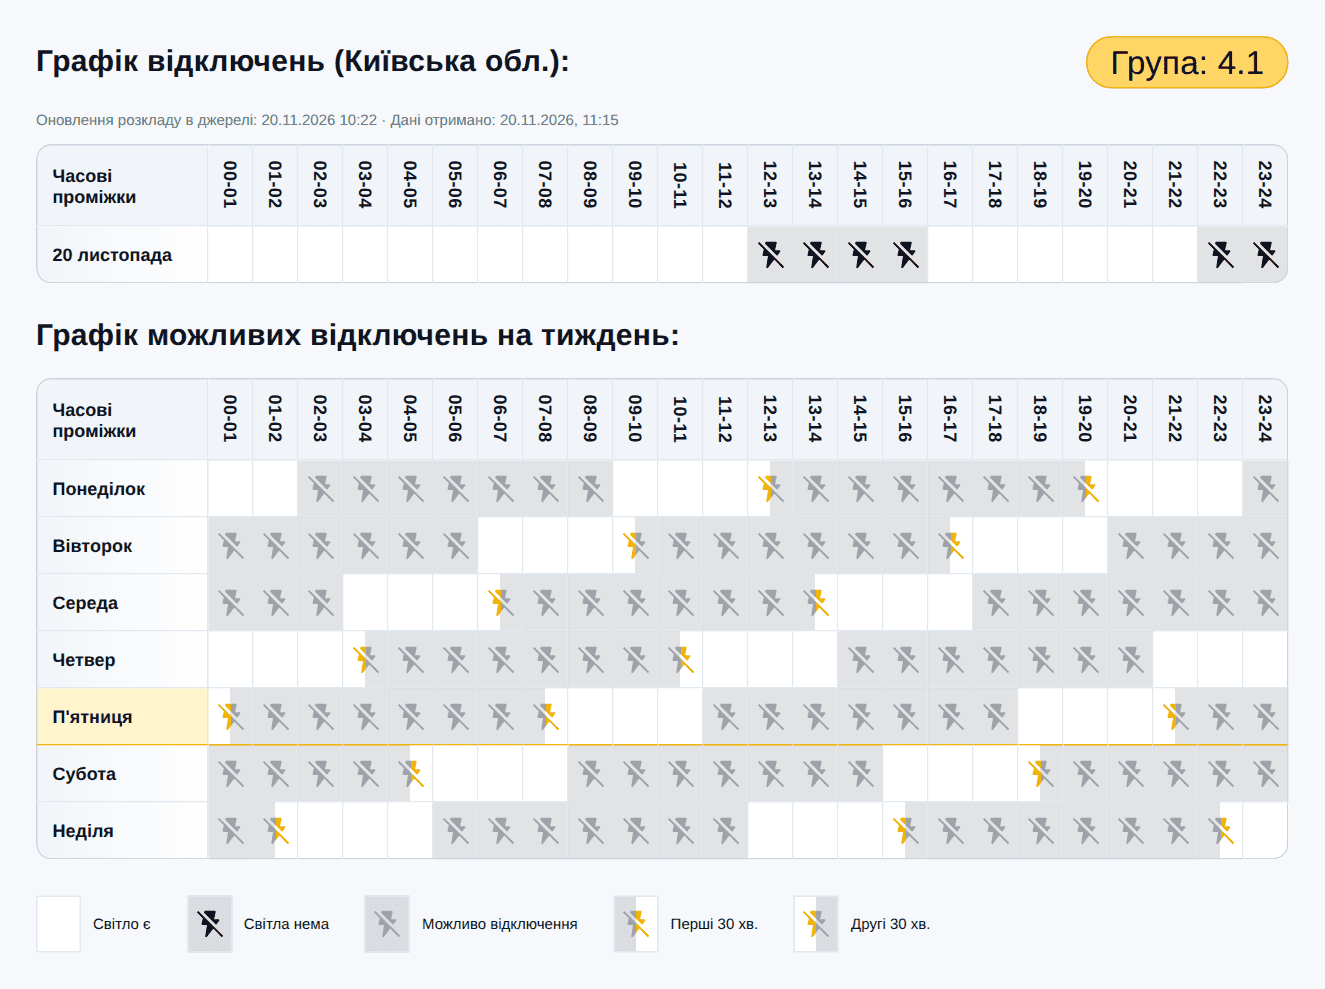 Графік відключень (Київська обл.):
Група: 4.1
Оновлення розкладу в джерелі: 20.11.2026 10:22 · Дані отримано: 20.11.2026, 11:15
Часові
проміжки
00-01 01-02 02-03 03-04 04-05 05-06 06-07 07-08 08-09 09-10 10-11 11-12 12-13 13-14 14-15 15-16 16-17 17-18 18-19 19-20 20-21 21-22 22-23 23-24
20 листопада
Графік можливих відключень на тиждень:
Часові
проміжки
00-01 01-02 02-03 03-04 04-05 05-06 06-07 07-08 08-09 09-10 10-11 11-12 12-13 13-14 14-15 15-16 16-17 17-18 18-19 19-20 20-21 21-22 22-23 23-24
Понеділок
Вівторок
Середа
Четвер
П'ятниця
Субота
Неділя
Світло є
Світла нема
Можливо відключення
Перші 30 хв.
Другі 30 хв.